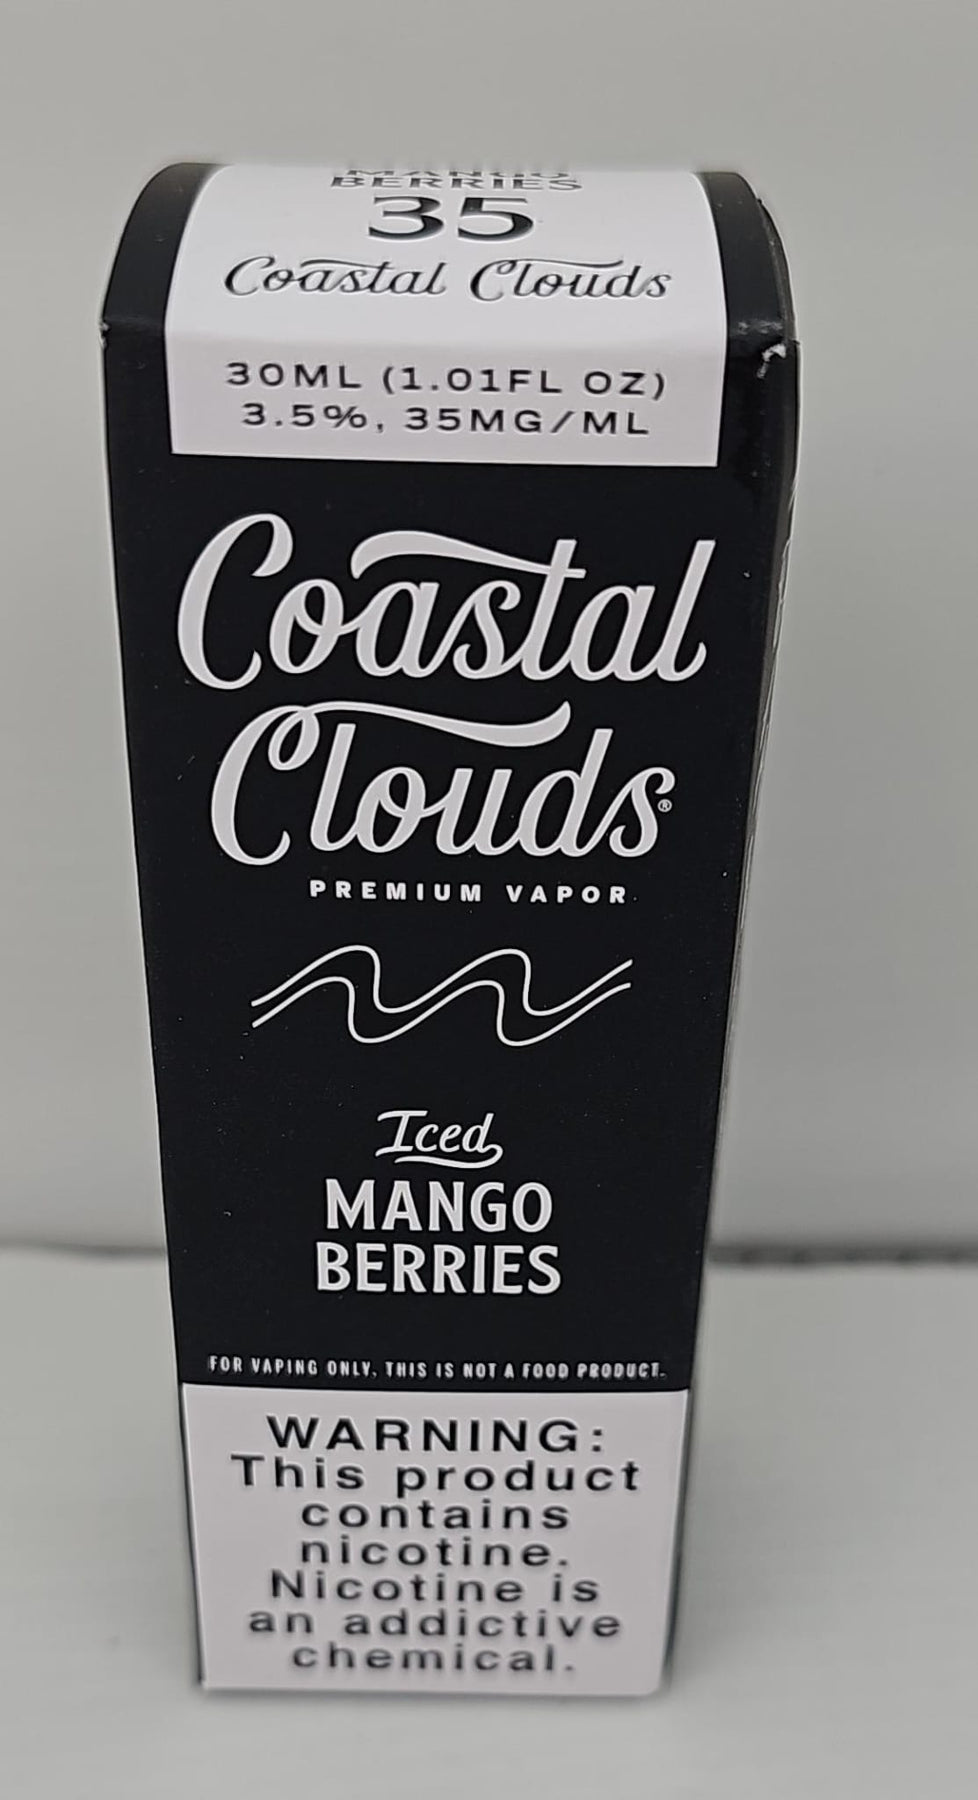 MANGO
BERRIES
35
Coastal Clouds
30ML (1.01FL OZ)
3.5%, 35MG/ML
Coastal
Clouds®
PREMIUM VAPOR
Iced
MANGO
BERRIES
FOR VAPING ONLY, THIS IS NOT A FOOD PRODUCT.
WARNING:
This product
contains
nicotine.
Nicotine is
an addictive
chemical.